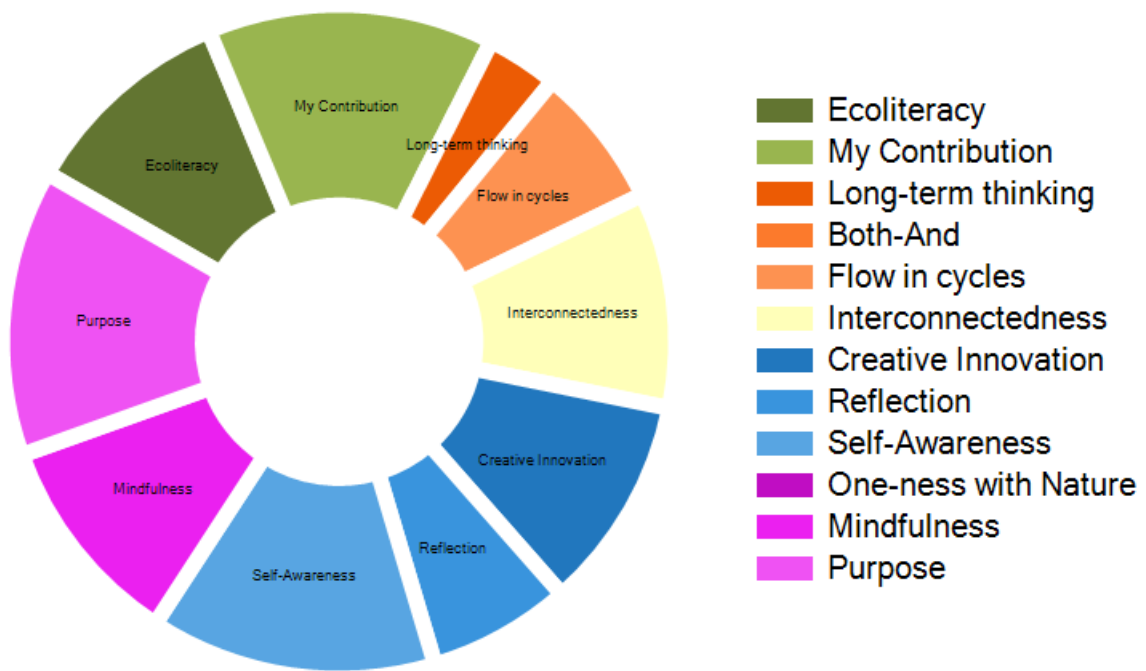 My Contribution
Long-term thinking
Ecoliteracy
Flow in cycles
Purpose
Interconnectedness
Mindfulness
Creative Innovation
Self-Awareness
Reflection
Ecoliteracy
My Contribution
Long-term thinking
Both-And
Flow in cycles
Interconnectedness
Creative Innovation
Reflection
Self-Awareness
One-ness with Nature
Mindfulness
Purpose